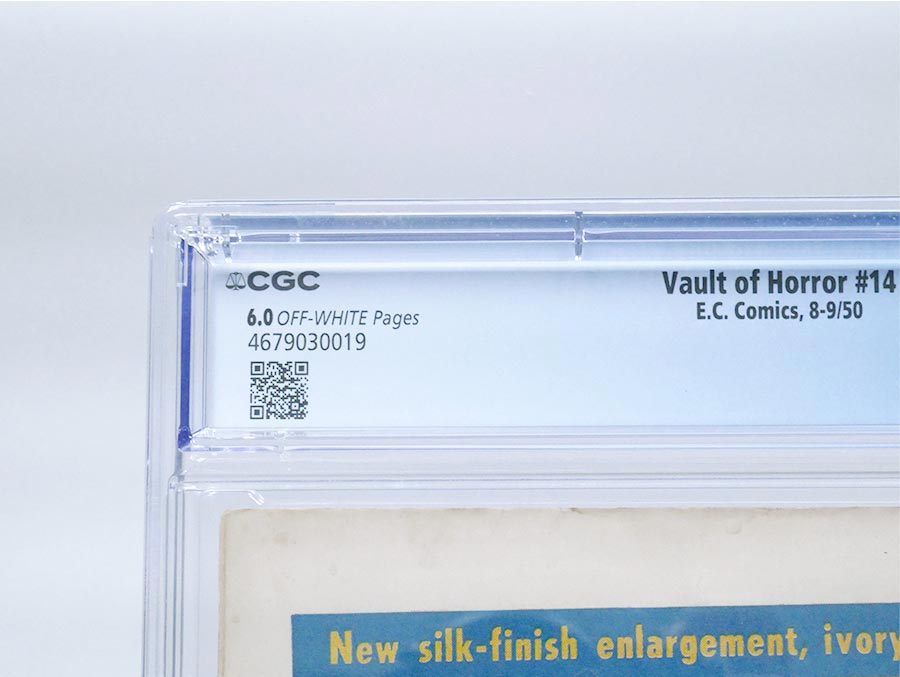 CGC
6.0 OFF-WHITE Pages
4679030019
Vault of Horror #14
E.C. Comics, 8-9/50
New silk-finish enlargement, ivory